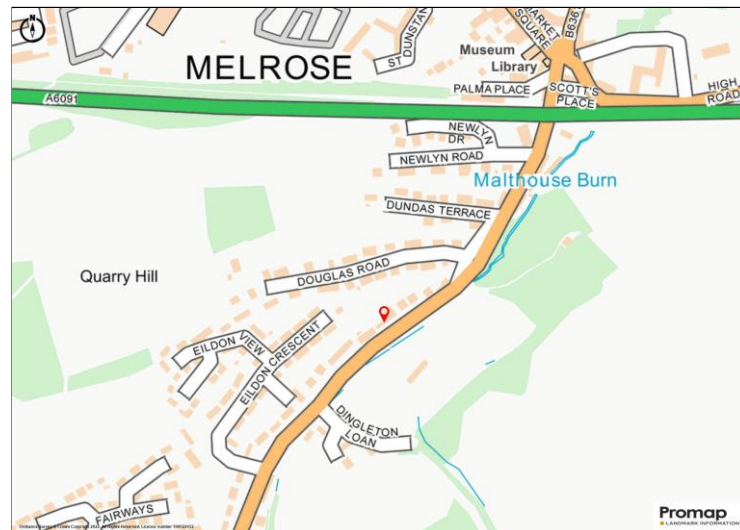 N
MELROSE
ST DUNSTAN
MARKET
SQUARE
Museum
Library
PALMA PLACE
SCOTT'S
PLACE
HIGH
ROAD
A6091
NEWLYN
DR
NEWLYN ROAD
Malthouse Burn
DUNDAS TERRACE
Quarry Hill
DOUGLAS ROAD
EILDON VIEW
EILDON CRESCENT
DINGLETON
LOAN
FAIRWAYS
Promap
LANDMARK INFORMATION